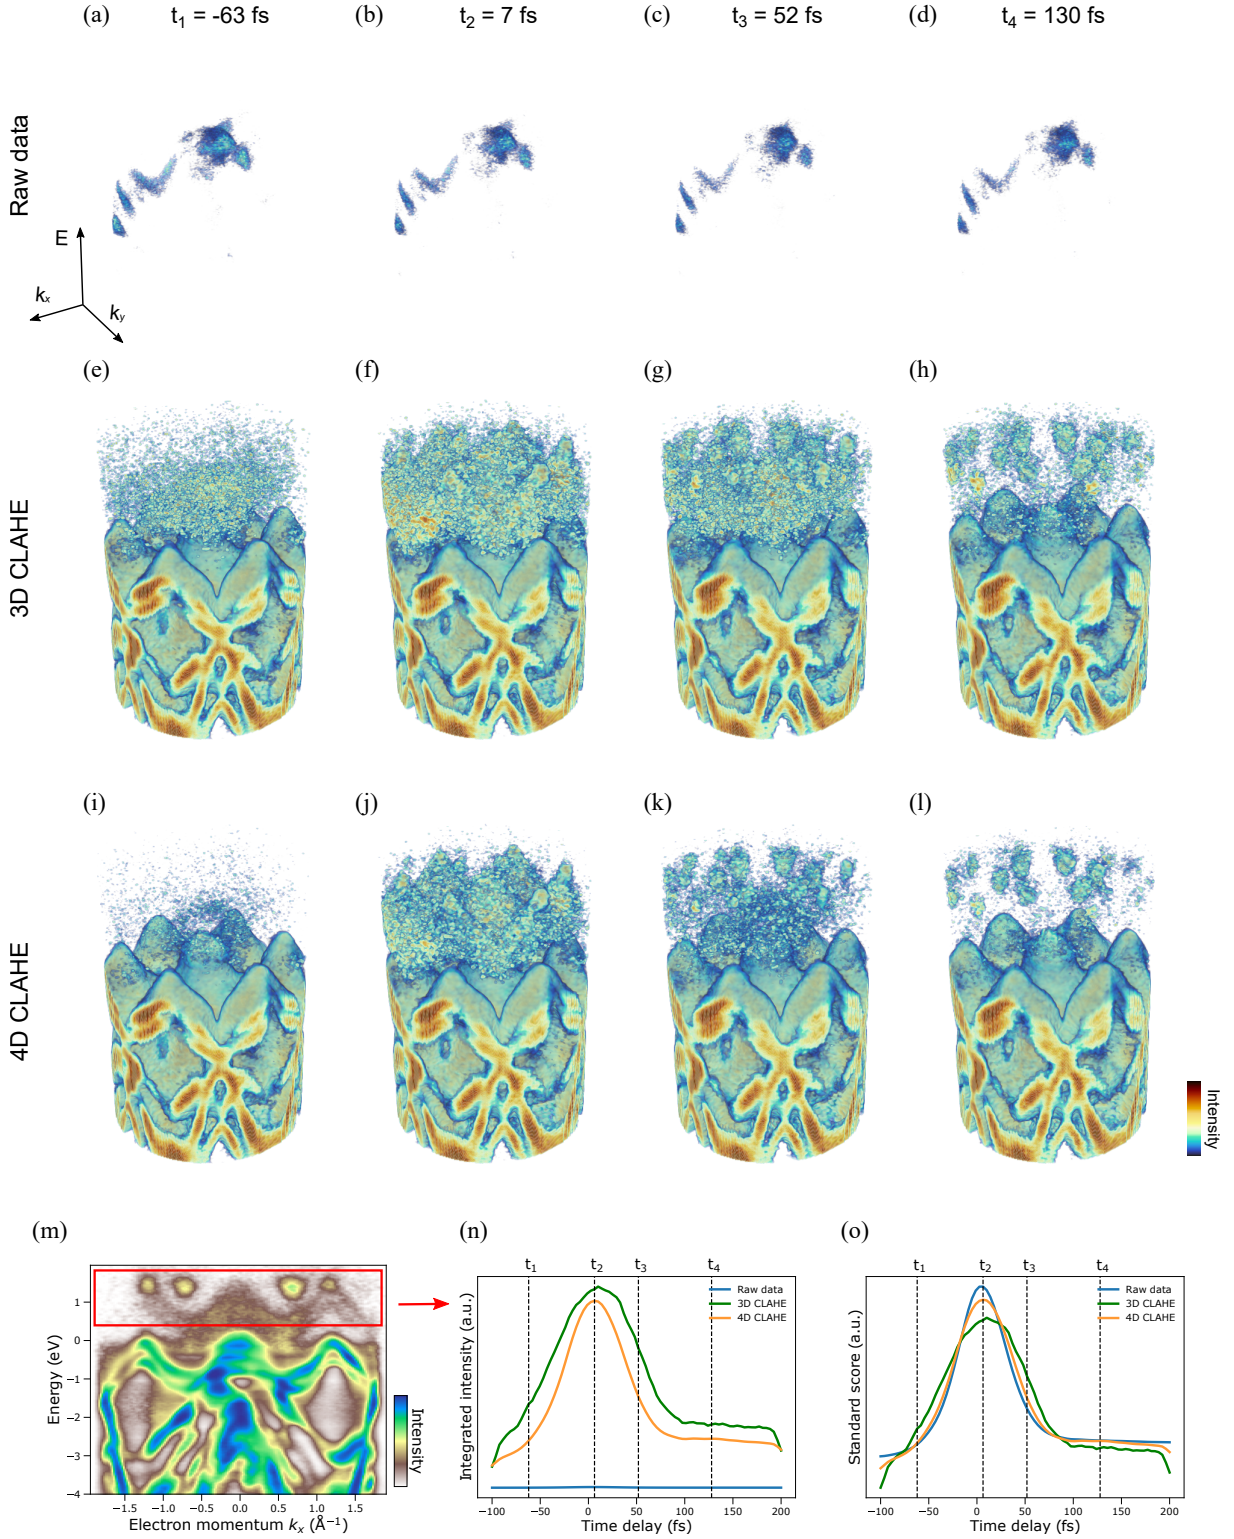 (a) t₁ = -63 fs (b) t₂ = 7 fs (c) t₃ = 52 fs (d) t₄ = 130 fs
Raw data
E
kₓ
k_y
(e) (f) (g) (h)
3D CLAHE
(i) (j) (k) (l)
4D CLAHE
Intensity
(m)
Energy (eV)
1
0
−1
−2
−3
−4
−1.5 −1.0 −0.5 0.0 0.5 1.0 1.5
Electron momentum kₓ (Å⁻¹)
Intensity
(n)
t₁ t₂ t₃ t₄
Raw data
3D CLAHE
4D CLAHE
Integrated intensity (a.u.)
−100 −50 0 50 100 150 200
Time delay (fs)
(o)
t₁ t₂ t₃ t₄
Raw data
3D CLAHE
4D CLAHE
Standard score (a.u.)
−100 −50 0 50 100 150 200
Time delay (fs)